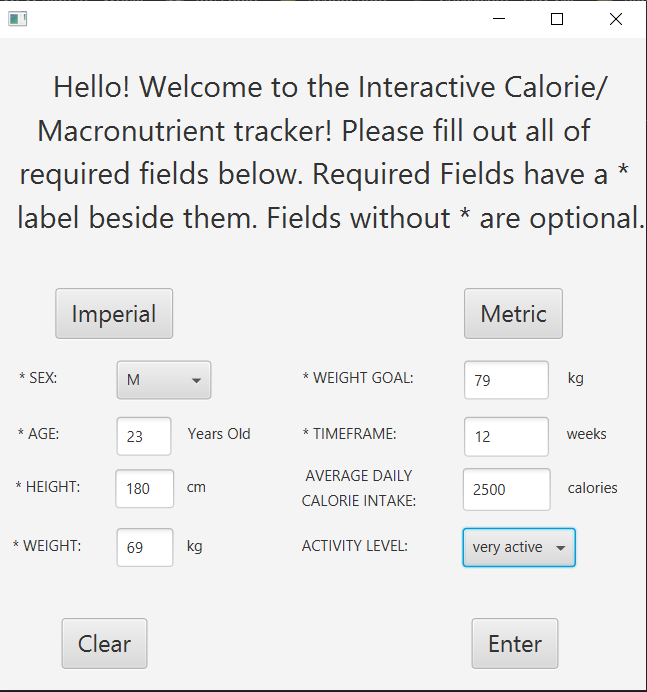 Hello! Welcome to the Interactive Calorie/
Macronutrient tracker! Please fill out all of
required fields below. Required Fields have a *
label beside them. Fields without * are optional.
Imperial
Metric
* SEX:
M
* WEIGHT GOAL:
79
kg
* AGE:
23
Years Old
* TIMEFRAME:
12
weeks
* HEIGHT:
180
cm
AVERAGE DAILY
CALORIE INTAKE:
2500
calories
* WEIGHT:
69
kg
ACTIVITY LEVEL:
very active
Clear
Enter